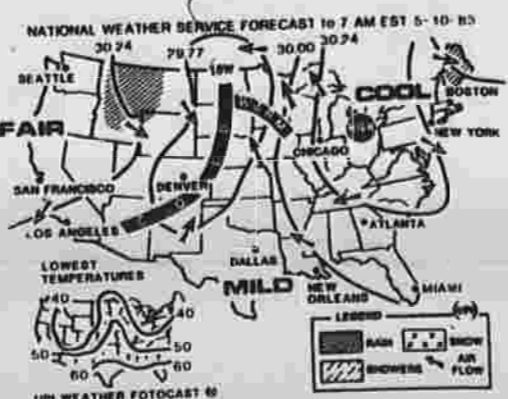 NATIONAL WEATHER SERVICE FORECAST to 7 AM EST 5-10-83
30.24
29.77
30.00
30.24
SEATTLE
LOW
COOL
BOSTON
FAIR
NEW YORK
CHICAGO
SAN FRANCISCO
DENVER
LOS ANGELES
ATLANTA
LOWEST
TEMPERATURES
DALLAS
MILD
NEW
ORLEANS
MIAMI
40
40
50
50
60
60
LEGEND
RAIN
SNOW
SHOWERS
AIR
FLOW
UPI WEATHER FOTOCAST